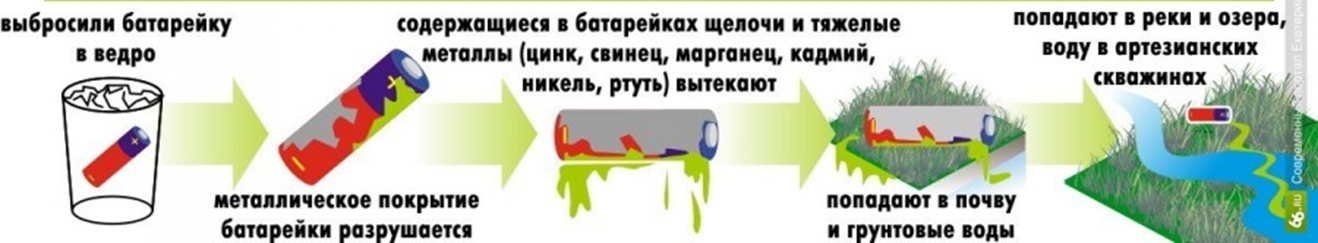 выбросили батарейку
в ведро
металлическое покрытие
батарейки разрушается
содержащиеся в батарейках щелочи и тяжелые
металлы (цинк, свинец, марганец, кадмий,
никель, ртуть) вытекают
попадают в почву
и грунтовые воды
попадают в реки и озера,
воду в артезианских
скважинах
66.RU Современный портал Екатерин